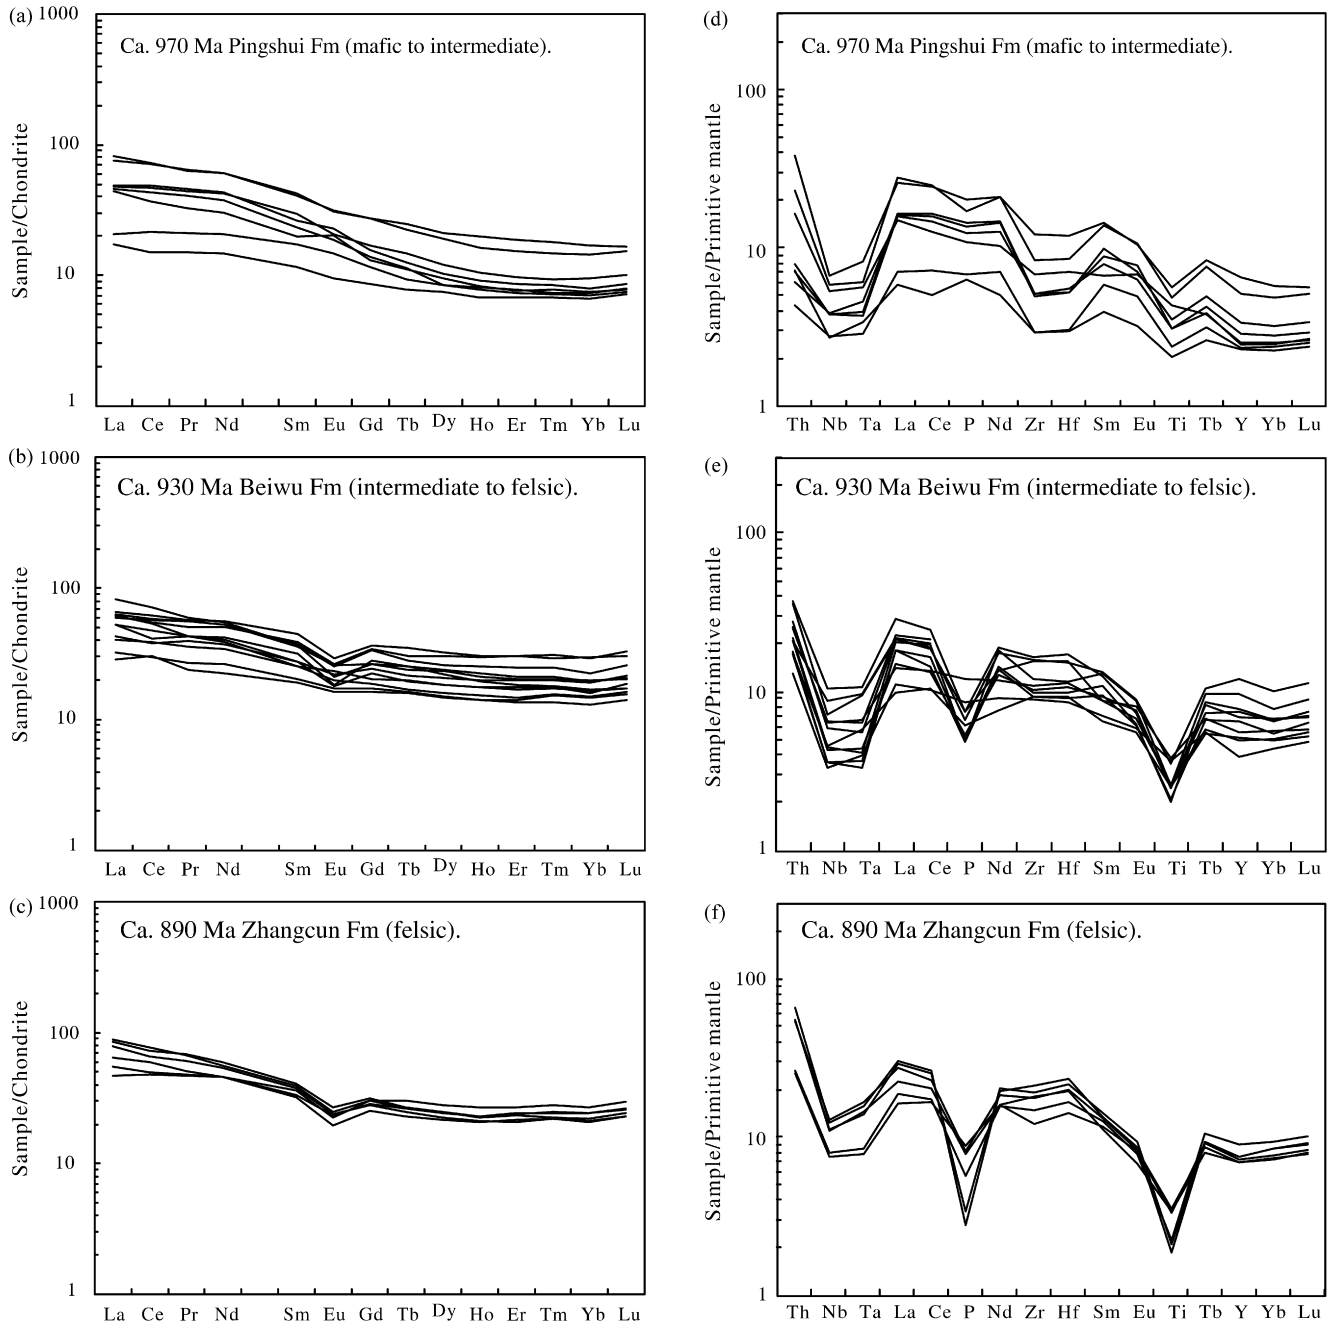 (a)
1000
100
10
1
Sample/Chondrite
Ca. 970 Ma Pingshui Fm (mafic to intermediate).
La Ce Pr Nd Sm Eu Gd Tb Dy Ho Er Tm Yb Lu
(d)
100
10
1
Sample/Primitive mantle
Ca. 970 Ma Pingshui Fm (mafic to intermediate).
Th Nb Ta La Ce P Nd Zr Hf Sm Eu Ti Tb Y Yb Lu
(b)
1000
100
10
1
Sample/Chondrite
Ca. 930 Ma Beiwu Fm (intermediate to felsic).
La Ce Pr Nd Sm Eu Gd Tb Dy Ho Er Tm Yb Lu
(e)
100
10
1
Sample/Primitive mantle
Ca. 930 Ma Beiwu Fm (intermediate to felsic).
Th Nb Ta La Ce P Nd Zr Hf Sm Eu Ti Tb Y Yb Lu
(c)
1000
100
10
1
Sample/Chondrite
Ca. 890 Ma Zhangcun Fm (felsic).
La Ce Pr Nd Sm Eu Gd Tb Dy Ho Er Tm Yb Lu
(f)
100
10
1
Sample/Primitive mantle
Ca. 890 Ma Zhangcun Fm (felsic).
Th Nb Ta La Ce P Nd Zr Hf Sm Eu Ti Tb Y Yb Lu